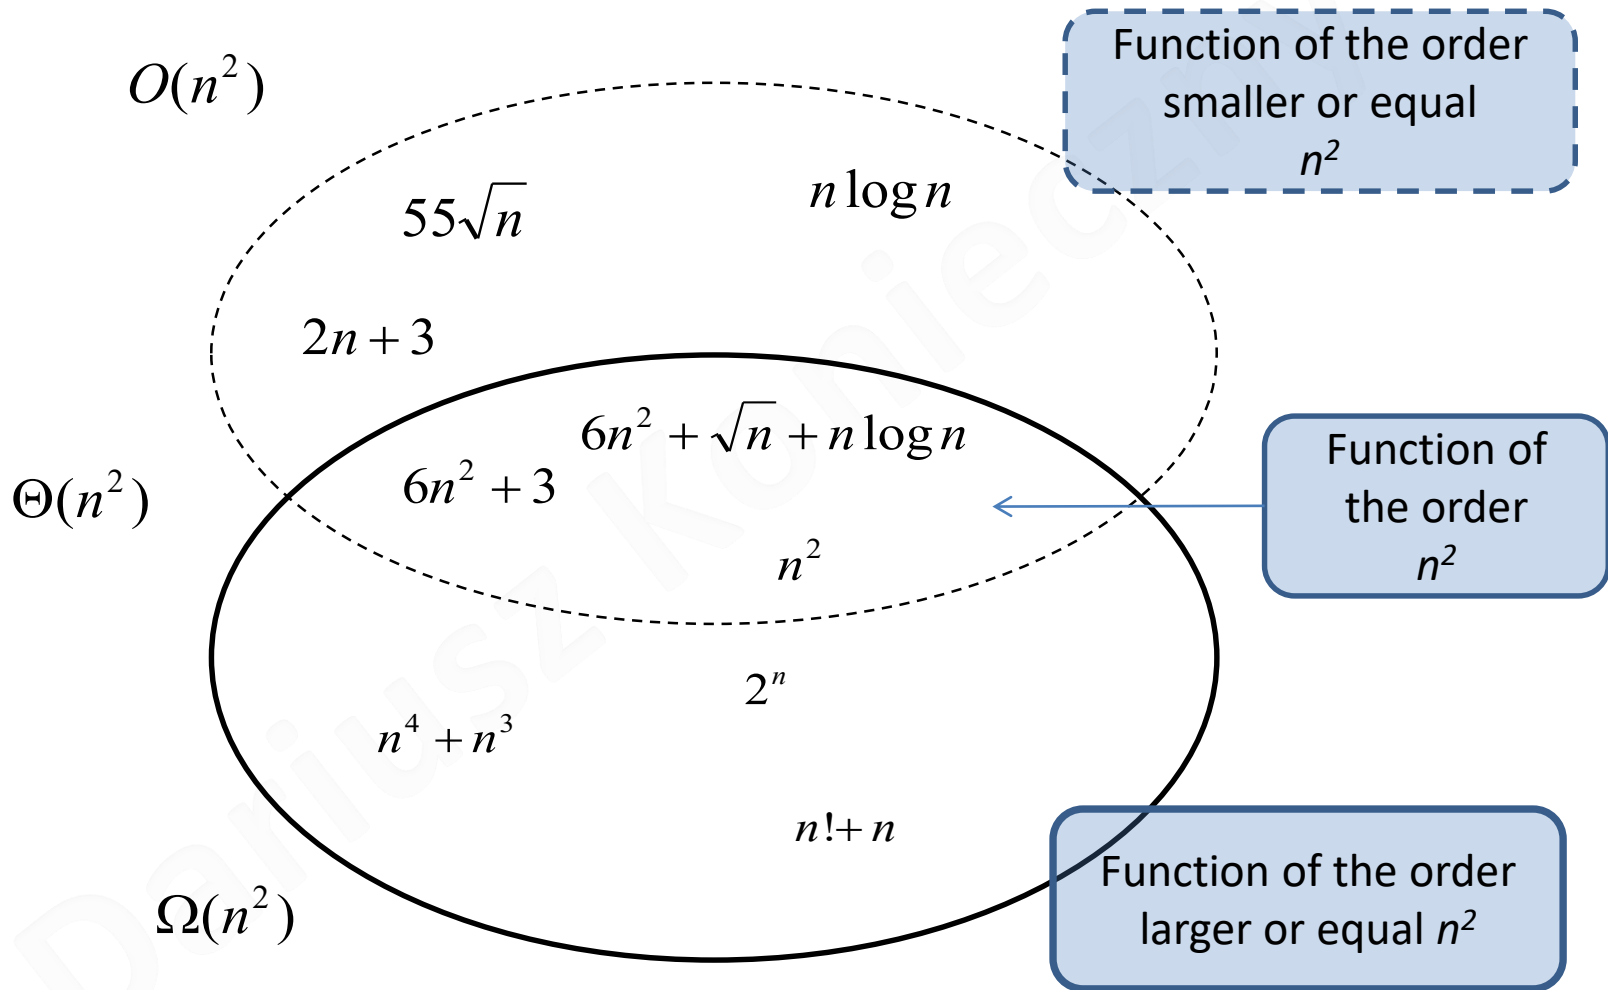 O(n²)
Function of the order
smaller or equal
n²
55√n
n log n
2n + 3
6n² + √n + n log n
6n² + 3
Θ(n²)
n²
Function of
the order
n²
2ⁿ
n⁴ + n³
n!+ n
Ω(n²)
Function of the order
larger or equal n²
Dariusz Konieczny